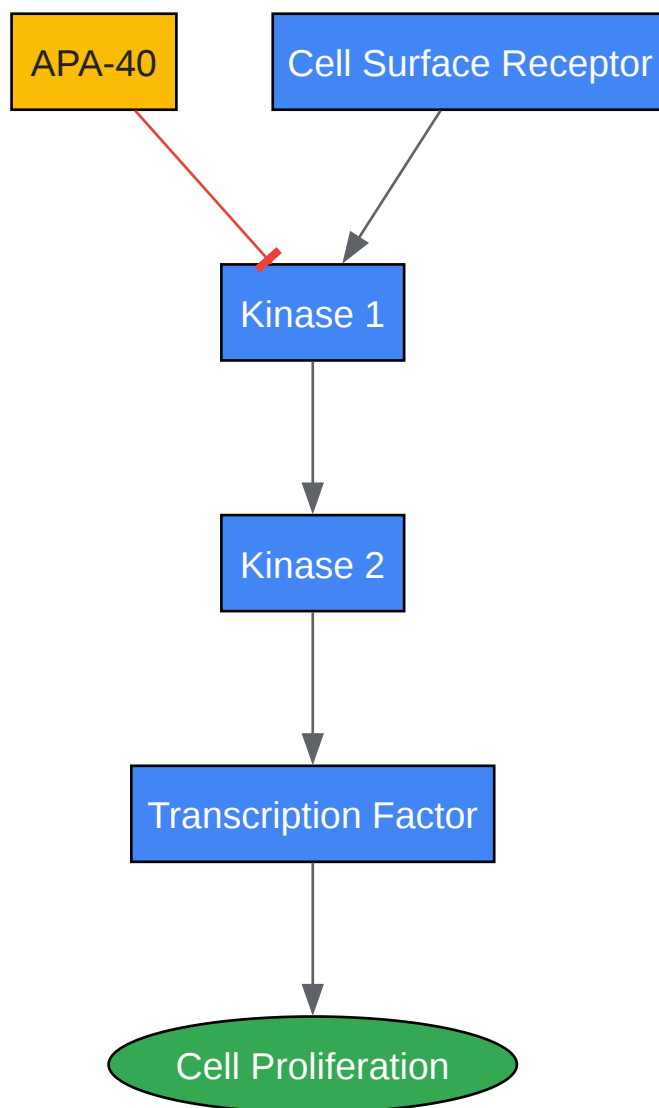 APA-40
Cell Surface Receptor
Kinase 1
Kinase 2
Transcription Factor
Cell Proliferation